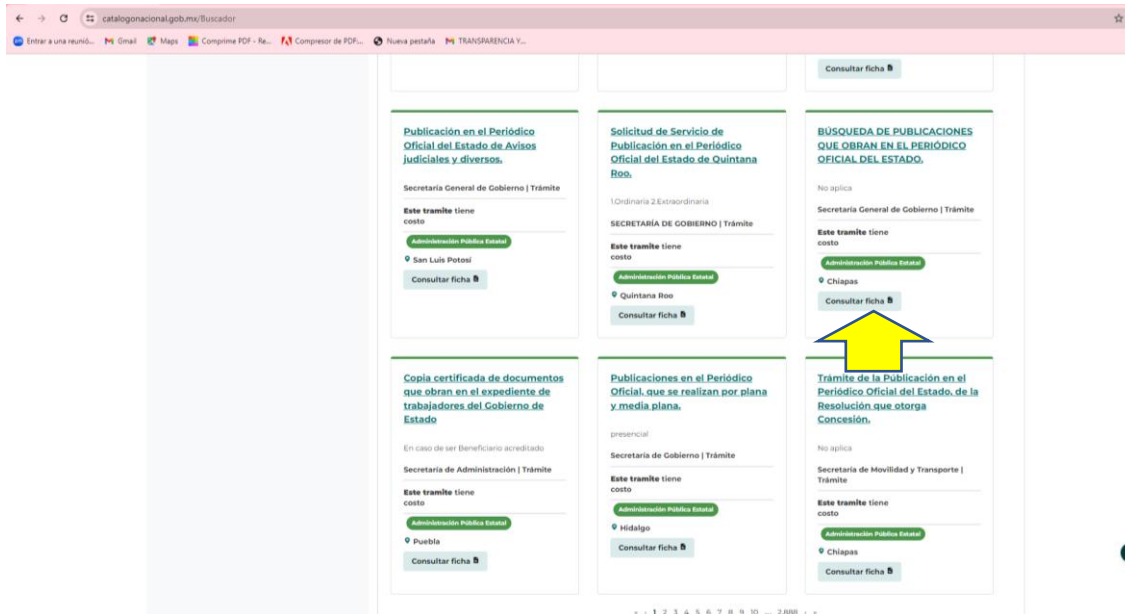 catalogonacional.gob.mx/Buscador
Entrar a una reunió...
Gmail
Maps
Comprime PDF - Re...
Compresor de PDF...
Nueva pestaña
TRANSPARENCIA Y...
Consultar ficha
Publicación en el Periódico
Oficial del Estado de Avisos
judiciales y diversos.
Secretaría General de Gobierno | Trámite
Este tramite tiene
costo
Administración Pública Estatal
San Luis Potosí
Consultar ficha
Solicitud de Servicio de
Publicación en el Periódico
Oficial del Estado de Quintana
Roo.
1.Ordinaria 2.Extraordinaria
SECRETARÍA DE GOBIERNO | Trámite
Este tramite tiene
costo
Administración Pública Estatal
Quintana Roo
Consultar ficha
BÚSQUEDA DE PUBLICACIONES
QUE OBRAN EN EL PERIÓDICO
OFICIAL DEL ESTADO.
No aplica
Secretaría General de Gobierno | Trámite
Este tramite tiene
costo
Administración Pública Estatal
Chiapas
Consultar ficha
Copia certificada de documentos
que obran en el expediente de
trabajadores del Gobierno de
Estado
En caso de ser Beneficiario acreditado
Secretaría de Administración | Trámite
Este tramite tiene
costo
Administración Pública Estatal
Puebla
Consultar ficha
Publicaciones en el Periódico
Oficial, que se realizan por plana
y media plana.
presencial
Secretaría de Gobierno | Trámite
Este tramite tiene
costo
Administración Pública Estatal
Hidalgo
Consultar ficha
Trámite de la Públicación en el
Periódico Oficial del Estado, de la
Resolución que otorga
Concesión.
No aplica
Secretaría de Movilidad y Transporte |
Trámite
Este tramite tiene
costo
Administración Pública Estatal
Chiapas
Consultar ficha
« ‹ 1 2 3 4 5 6 7 8 9 10 ... 2,888 › »